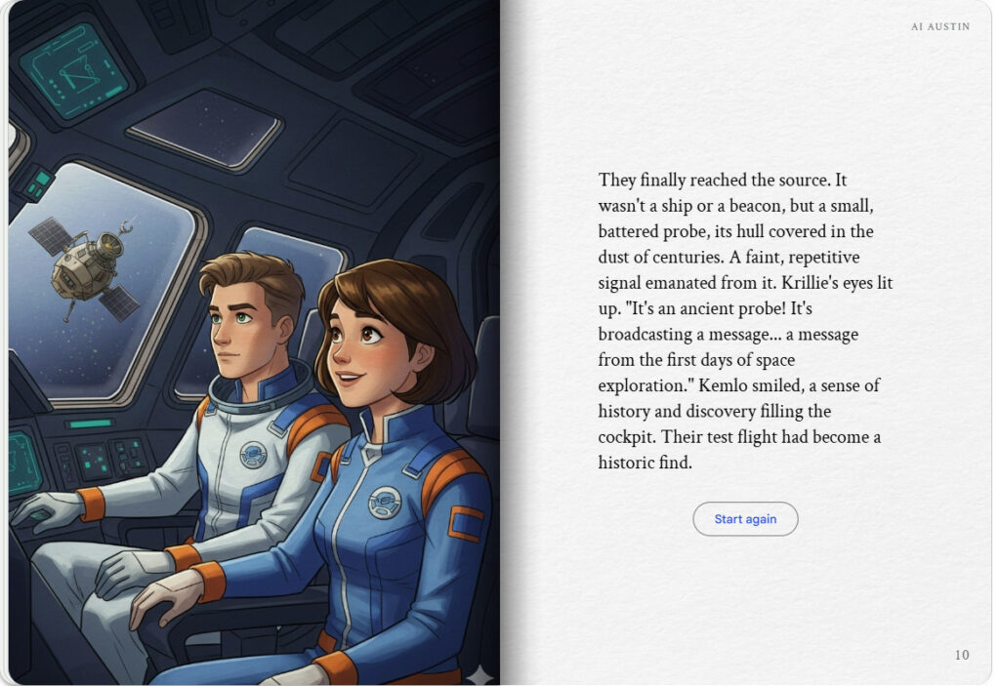 AI AUSTIN
They finally reached the source. It
wasn't a ship or a beacon, but a small,
battered probe, its hull covered in the
dust of centuries. A faint, repetitive
signal emanated from it. Krillie's eyes lit
up. "It's an ancient probe! It's
broadcasting a message... a message
from the first days of space
exploration." Kemlo smiled, a sense of
history and discovery filling the
cockpit. Their test flight had become a
historic find.
Start again
10